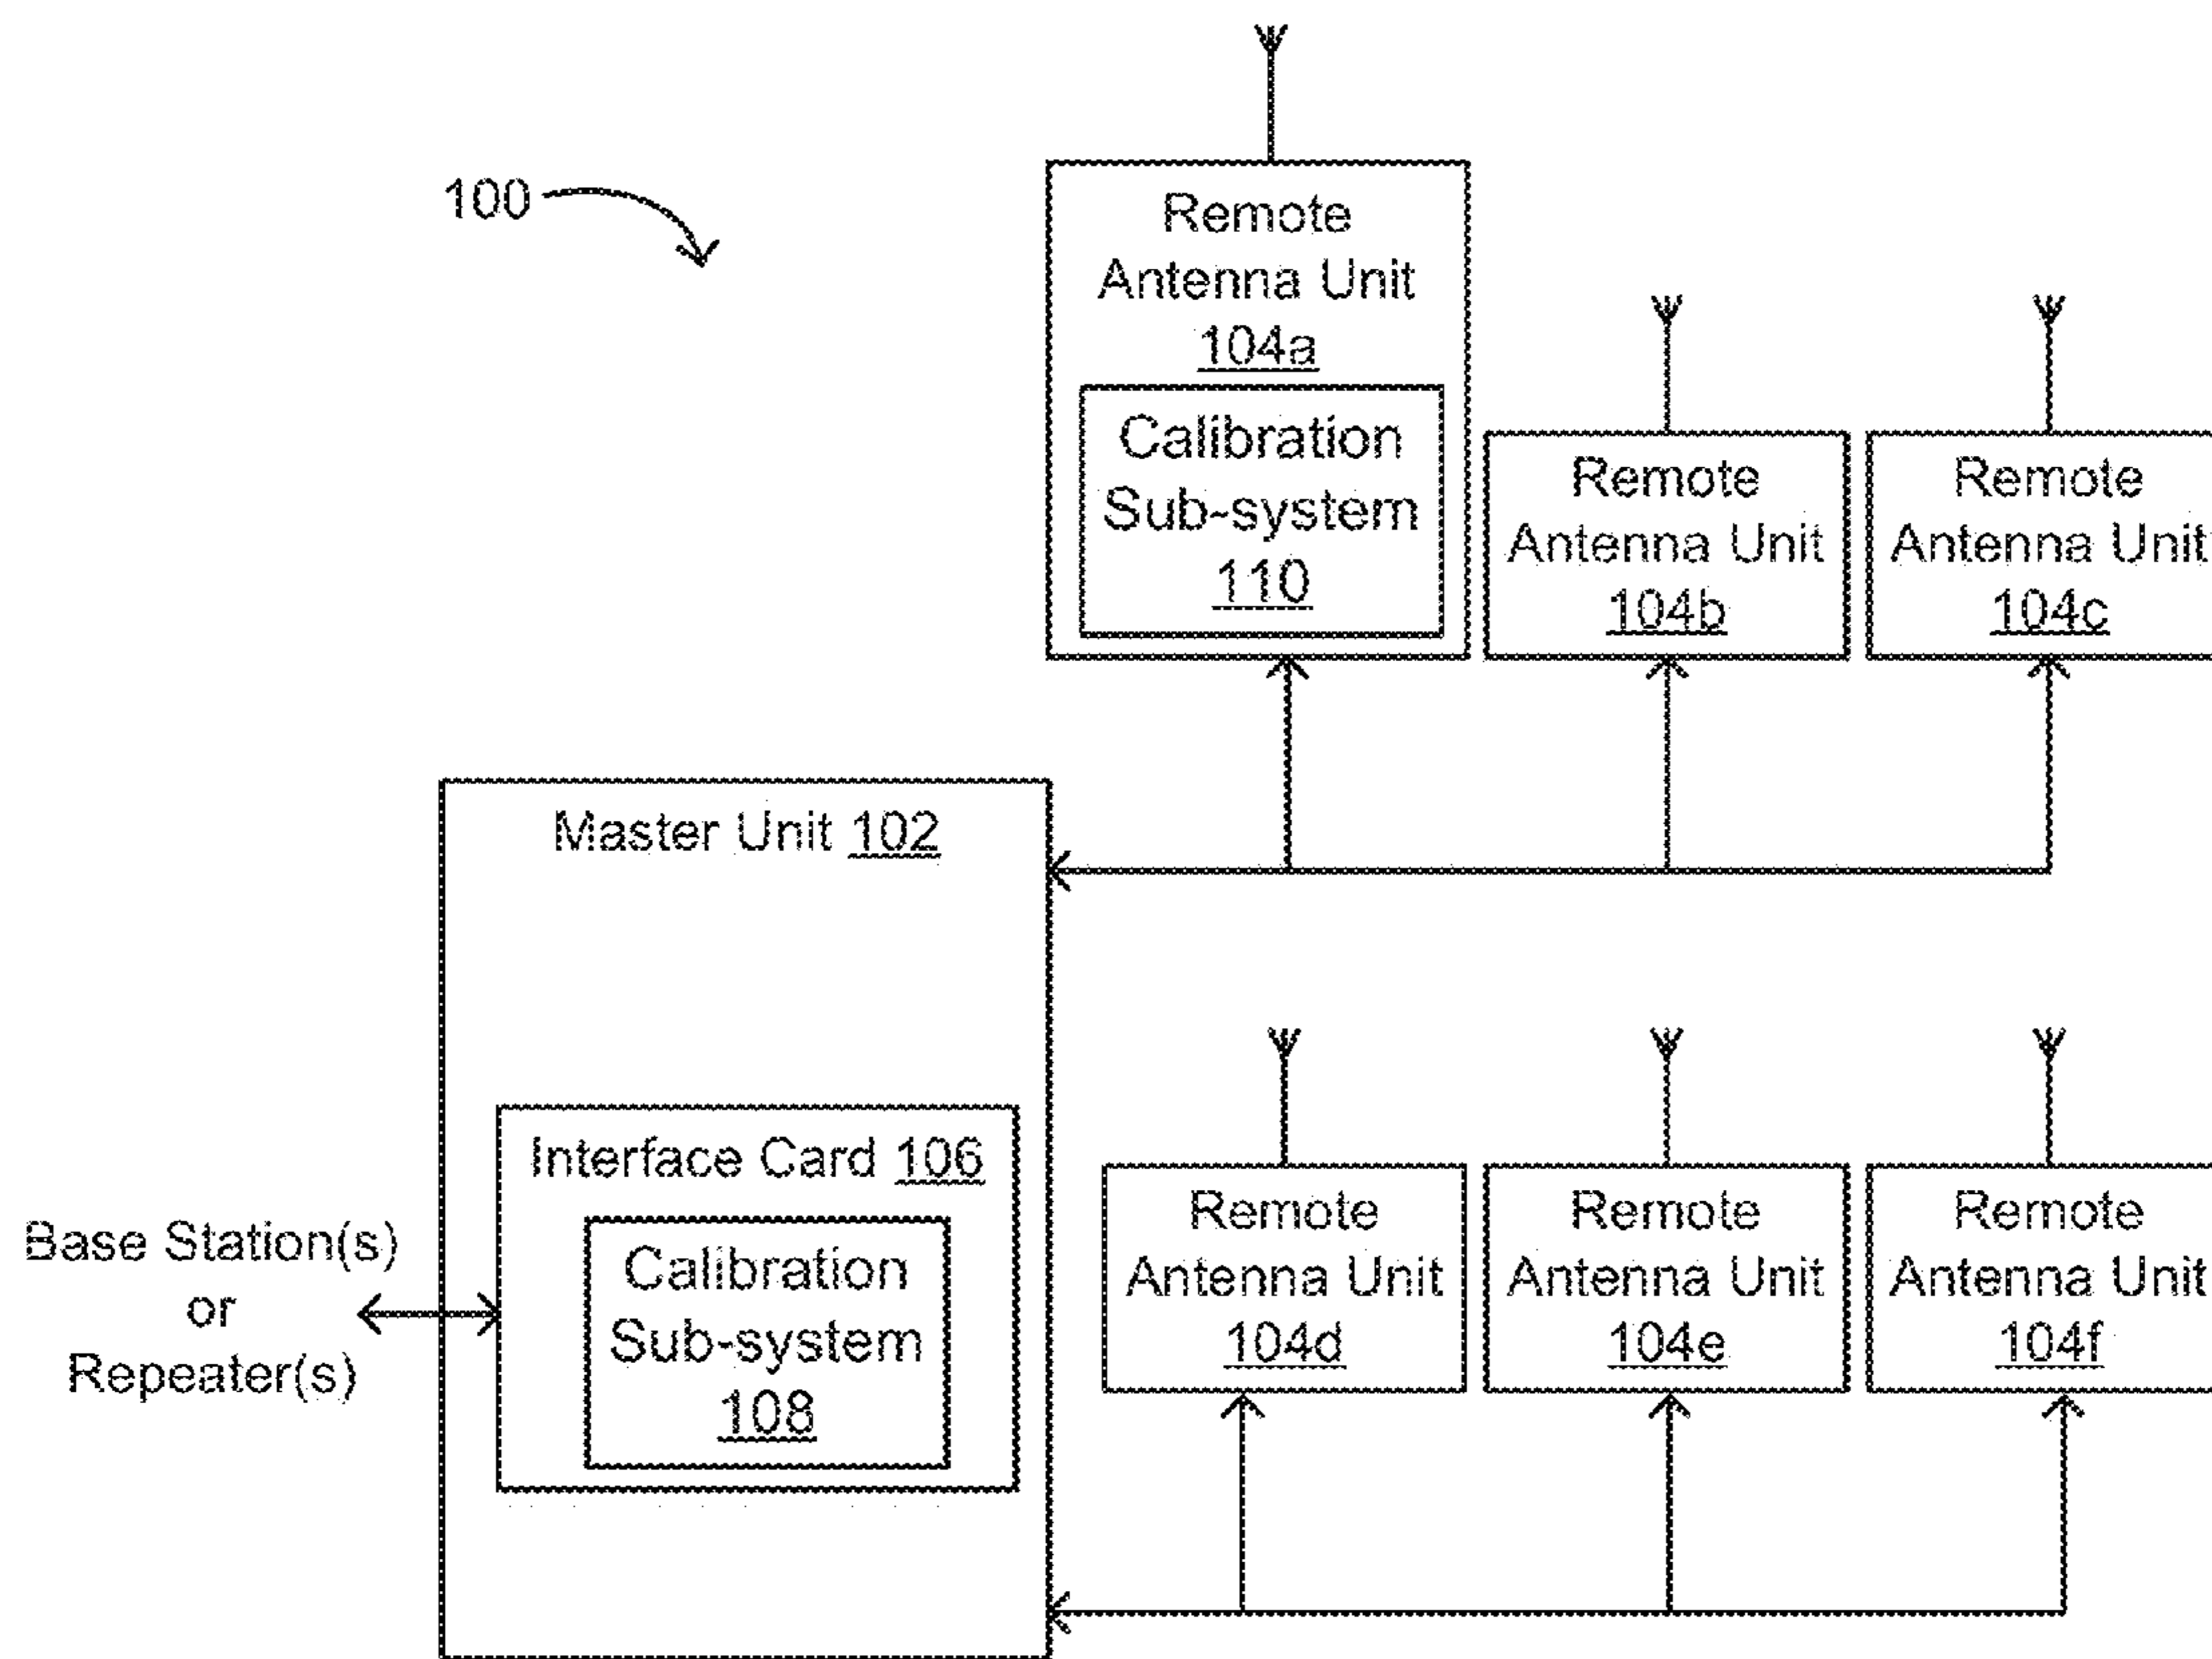 100
Remote
Antenna Unit
104a
Calibration
Sub-system
110
Remote
Antenna Unit
104b
Remote
Antenna Unit
104c
Master Unit 102
Interface Card 106
Calibration
Sub-system
108
Base Station(s)
or
Repeater(s)
Remote
Antenna Unit
104d
Remote
Antenna Unit
104e
Remote
Antenna Unit
104f